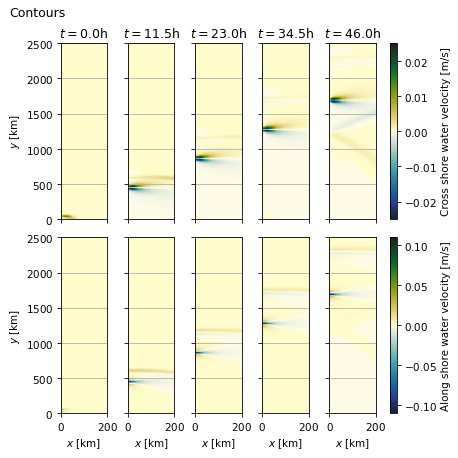 Contours
t = 0.0h t = 11.5h t = 23.0h t = 34.5h t = 46.0h
2500
2000
1500
1000
500
0
y [km]
0.02
0.01
0.00
−0.01
−0.02
Cross shore water velocity [m/s]
2500
2000
1500
1000
500
0
y [km]
0 200 0 200 0 200 0 200 0 200
x [km] x [km] x [km] x [km] x [km]
0.10
0.05
0.00
−0.05
−0.10
Along shore water velocity [m/s]